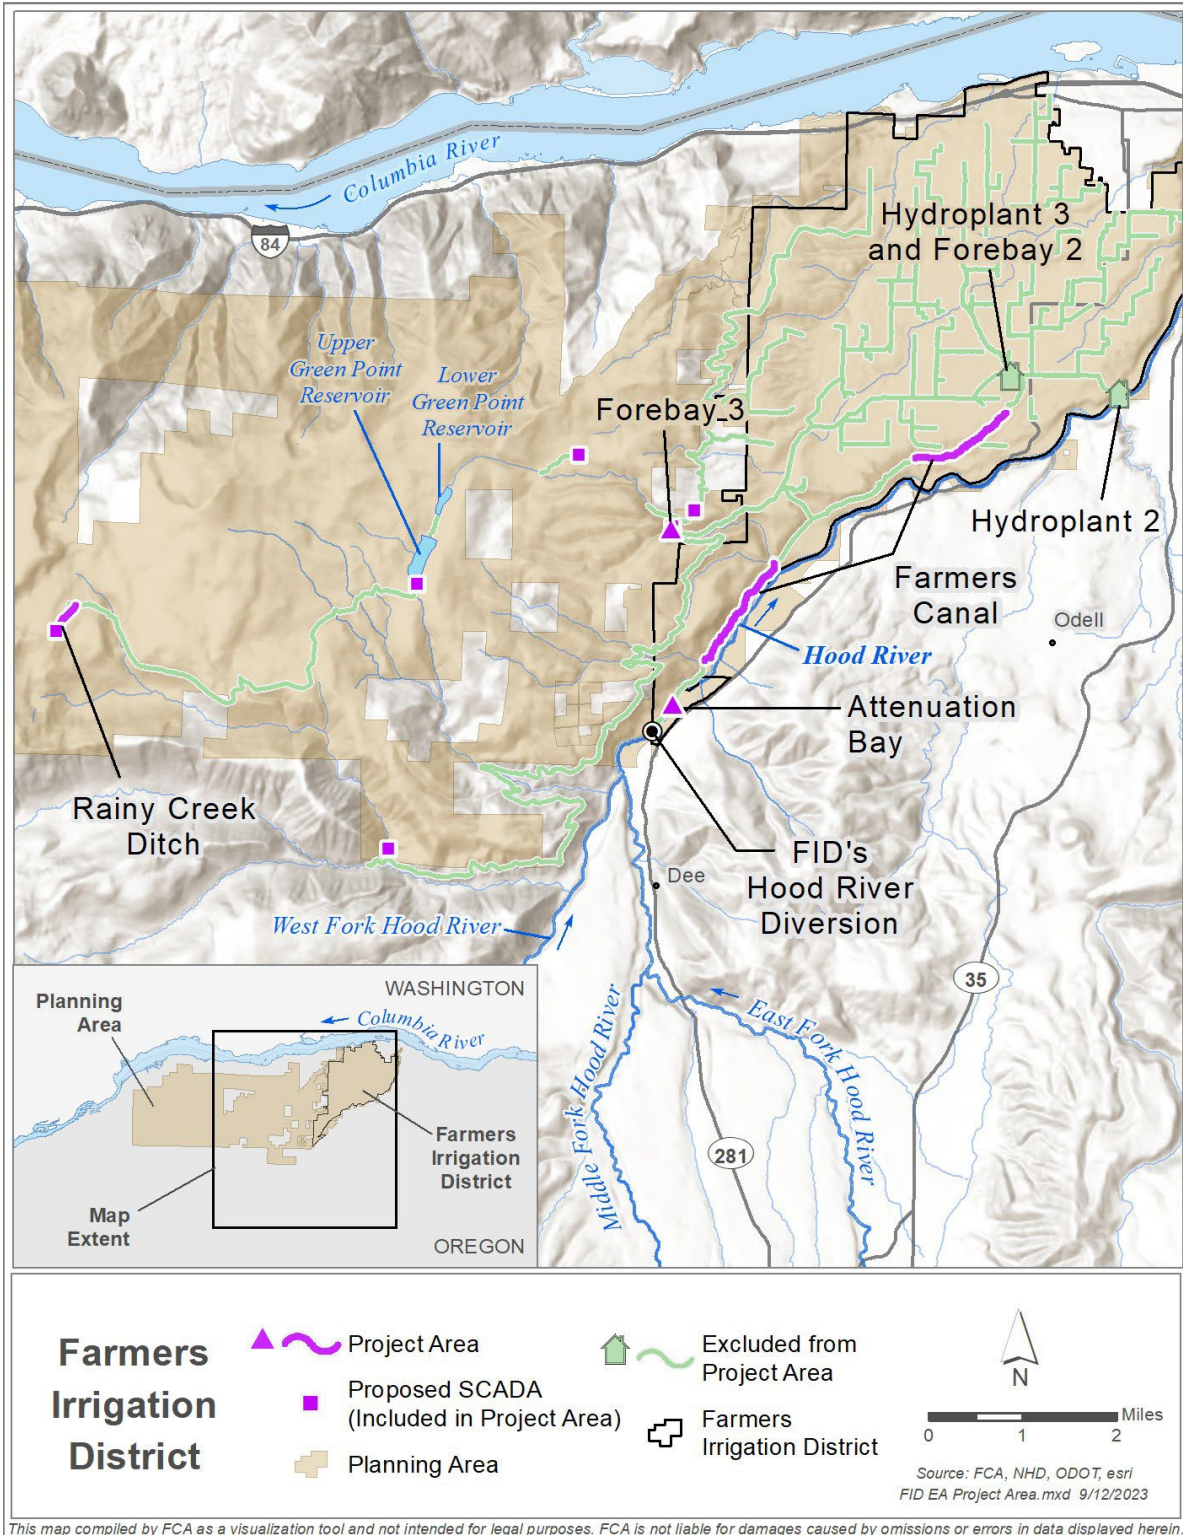 Columbia River
84
Hydroplant 3
and Forebay 2
Upper
Green Point
Reservoir
Lower
Green Point
Reservoir
Forebay 3
Hydroplant 2
Farmers
Canal
Odell
Hood River
Attenuation
Bay
Rainy Creek
Ditch
FID's
Hood River
Diversion
Dee
West Fork Hood River
35
East Fork Hood River
Middle Fork Hood River
281
WASHINGTON
Planning
Area
Columbia River
Farmers
Irrigation
District
Map
Extent
OREGON
Farmers
Irrigation
District
Project Area
Proposed SCADA
(Included in Project Area)
Planning Area
Excluded from
Project Area
Farmers
Irrigation District
N
Miles
0 1 2
Source: FCA, NHD, ODOT, esri
FID EA Project Area.mxd 9/12/2023
This map compiled by FCA as a visualization tool and not intended for legal purposes. FCA is not liable for damages caused by omissions or errors in data displayed herein.